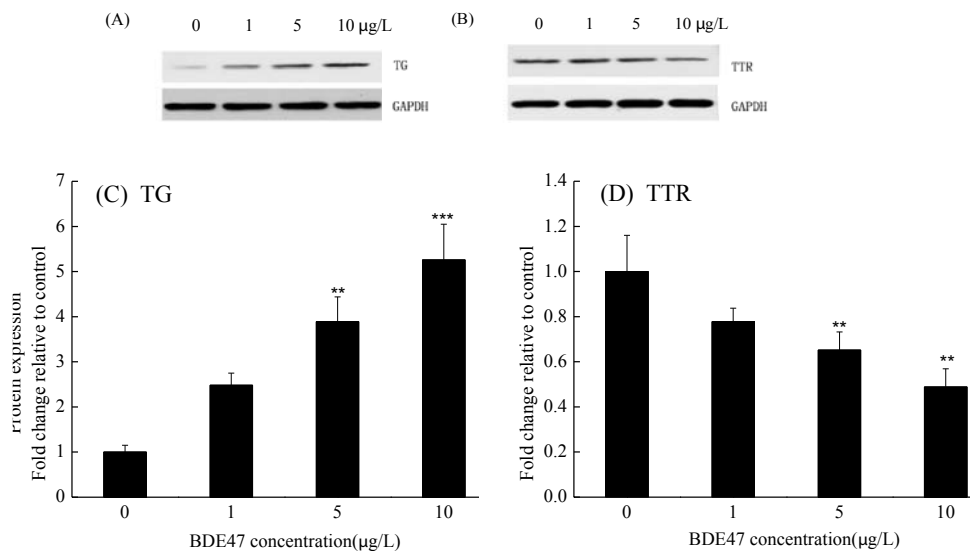 (A) 0 1 5 10 µg/L (B) 0 1 5 10 µg/L
TG
GAPDH
TTR
GAPDH
(C) TG
7
6
5
4
3
2
1
0
Protein expression
Fold change relative to control
**
***
0 1 5 10
BDE47 concentration(µg/L)
(D) TTR
1.4
1.2
1.0
0.8
0.6
0.4
0.2
0.0
Fold change relative to control
**
**
0 1 5 10
BDE47 concentration(µg/L)